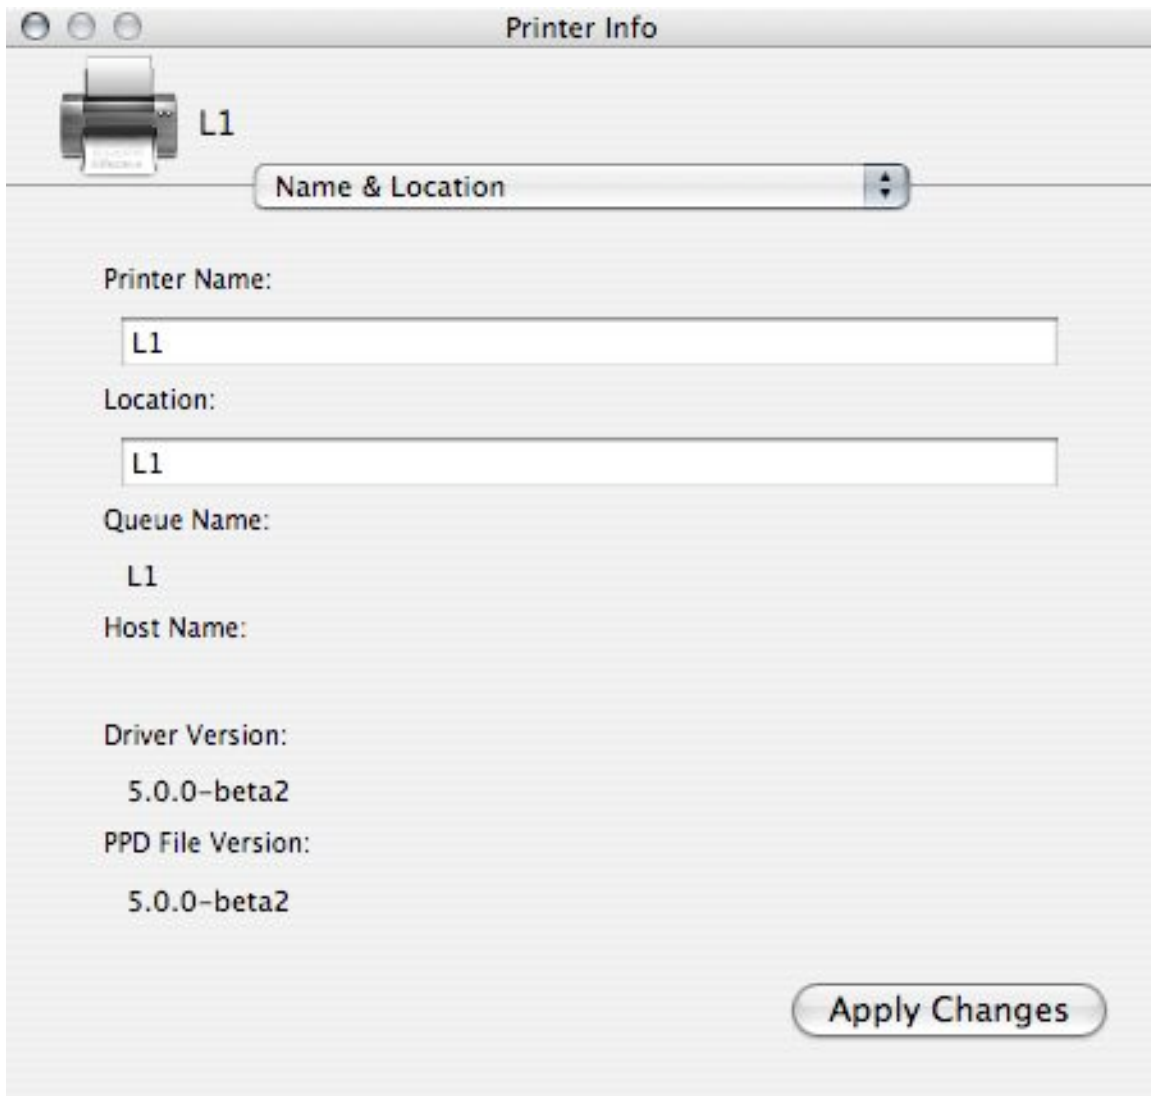 Printer Info
L1
Name & Location
Printer Name:
L1
Location:
L1
Queue Name:
L1
Host Name:
Driver Version:
5.0.0-beta2
PPD File Version:
5.0.0-beta2
Apply Changes